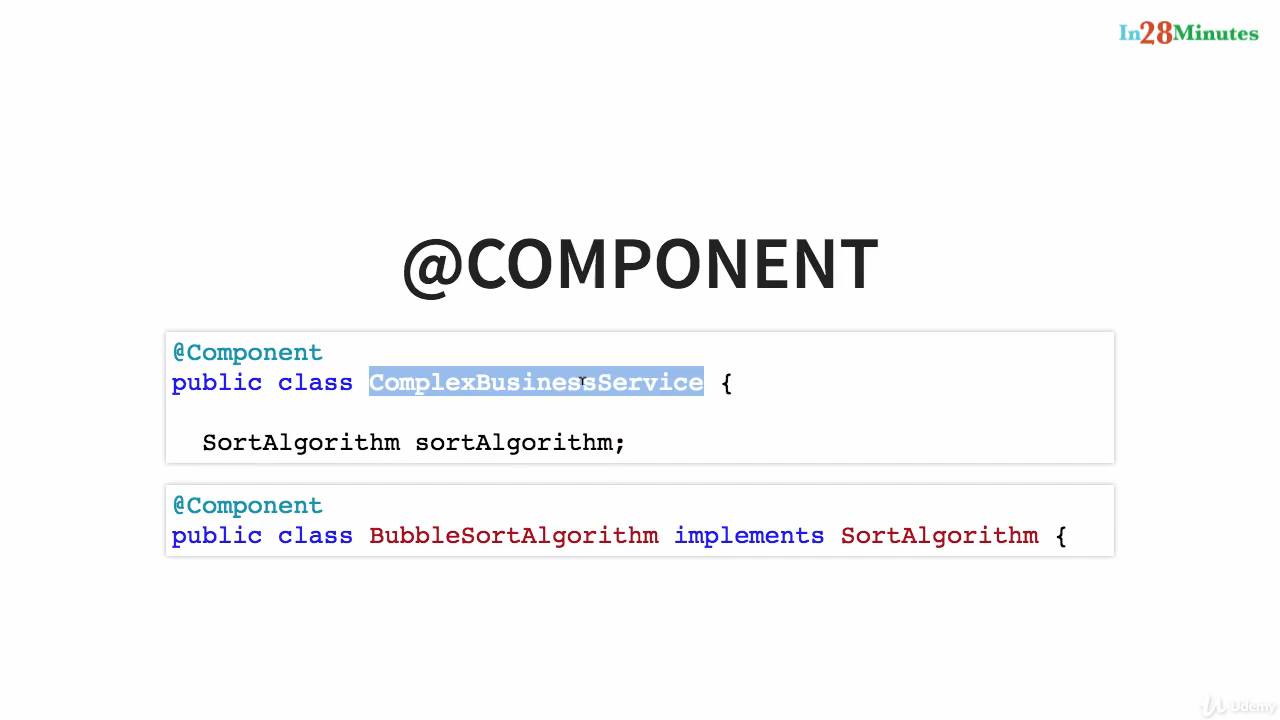 In28Minutes
@COMPONENT
@Component
public class ComplexBusinessService {
SortAlgorithm sortAlgorithm;
@Component
public class BubbleSortAlgorithm implements SortAlgorithm {
Udemy